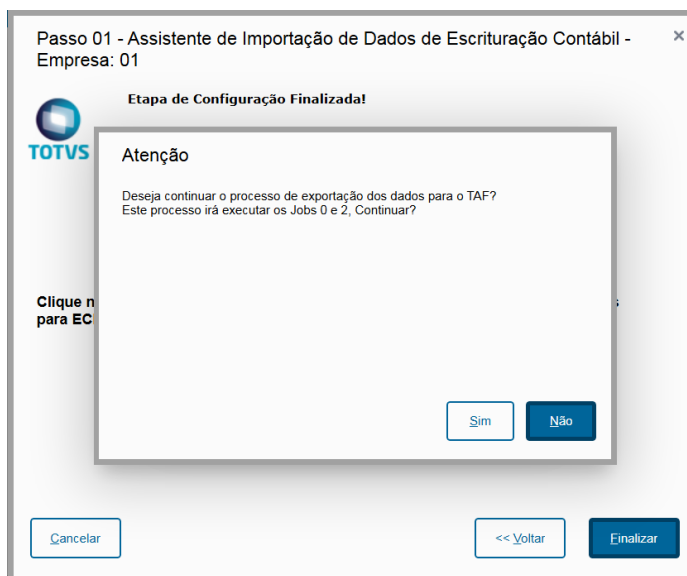 Passo 01 - Assistente de Importação de Dados de Escrituração Contábil -
Empresa: 01
×
Etapa de Configuração Finalizada!
TOTVS
Atenção
Deseja continuar o processo de exportação dos dados para o TAF?
Este processo irá executar os Jobs 0 e 2, Continuar?
Clique
para
Sim
Não
Cancelar
<< Voltar
Finalizar